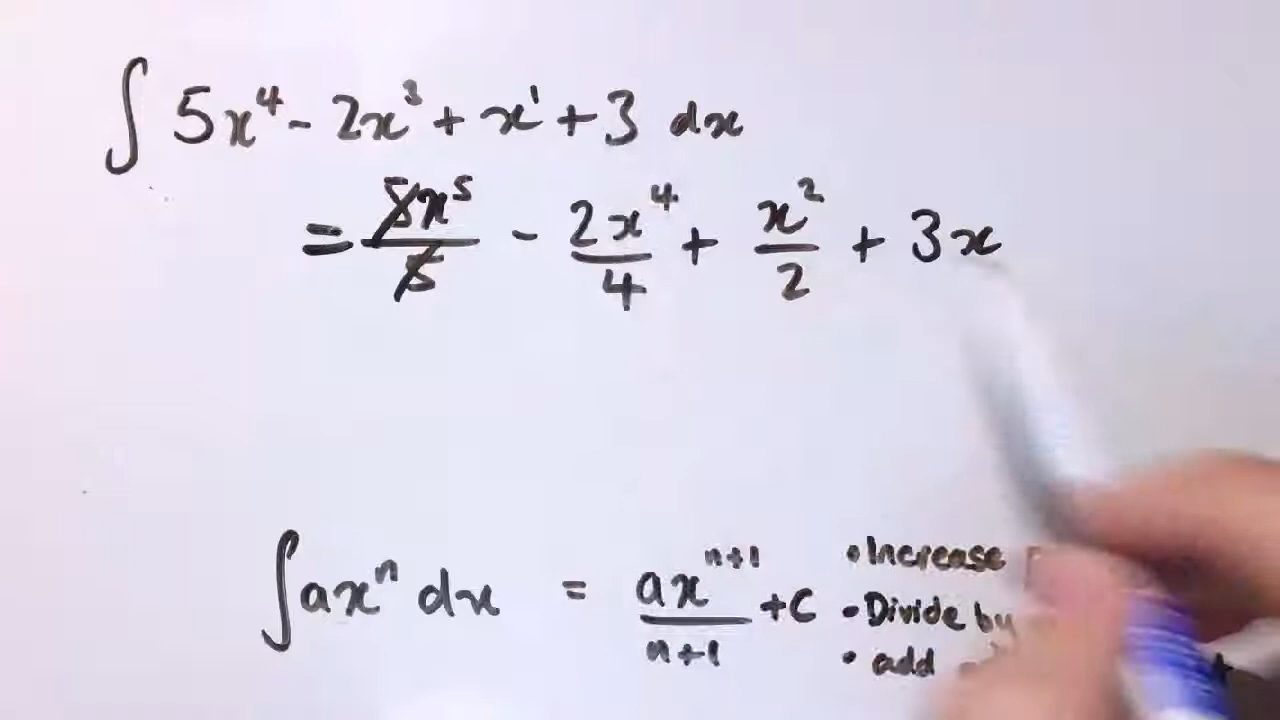 ∫ 5x⁴ - 2x³ + x¹ + 3 dx
= 5x⁵/5 - 2x⁴/4 + x²/2 + 3x
∫axⁿ dx = axⁿ⁺¹/n+1 + C
• Increase
• Divide by
• add